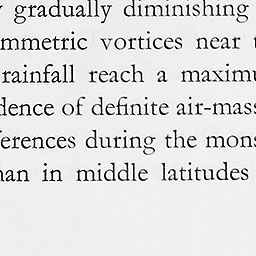 gradually diminishing
mmetric vortices near
rainfall reach a maximu
dence of definite air-mass
ferences during the mons
nan in middle latitudes